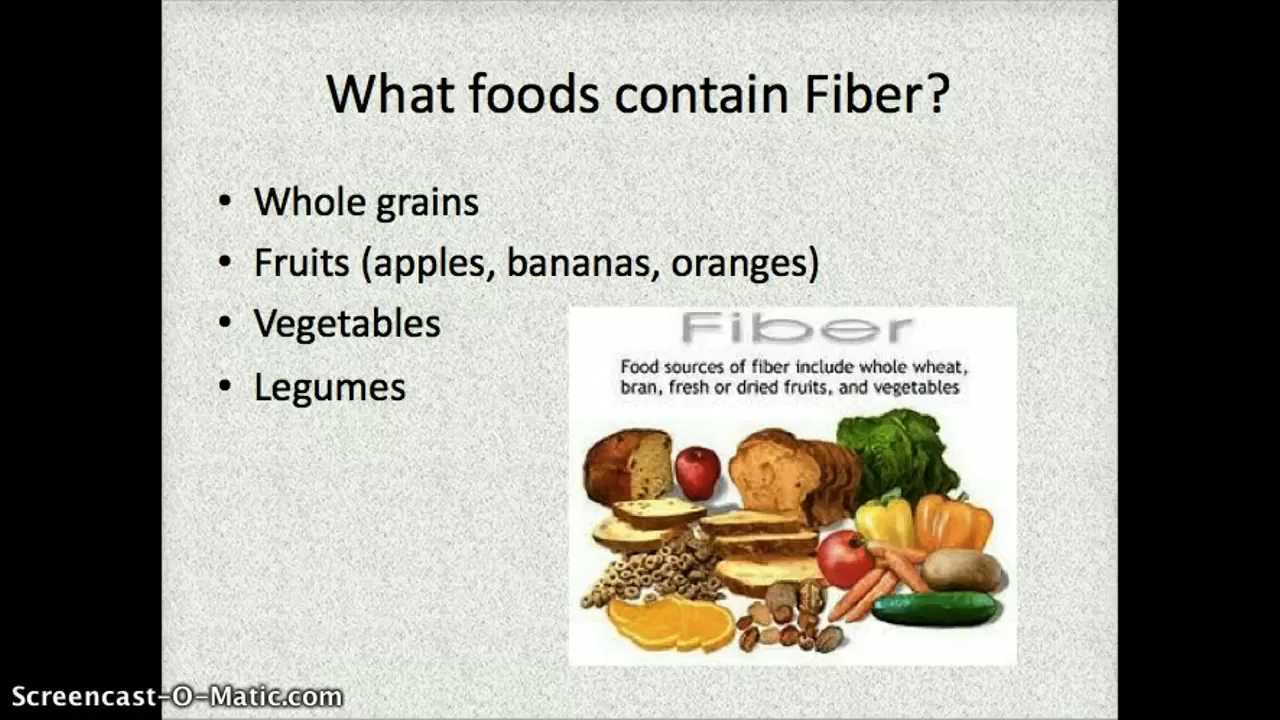 What foods contain Fiber?
• Whole grains
• Fruits (apples, bananas, oranges)
• Vegetables
• Legumes
Fiber
Food sources of fiber include whole wheat,
bran, fresh or dried fruits, and vegetables
Screencast-O-Matic.com